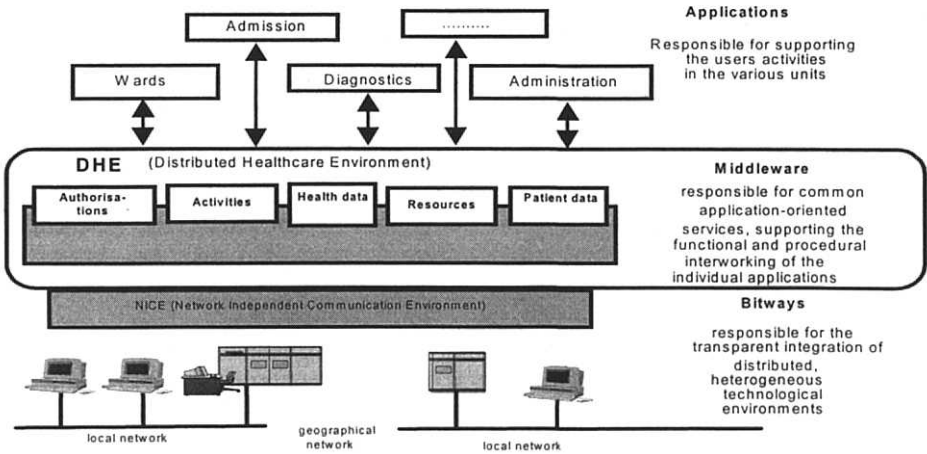 Applications
Admission
..........
Responsible for supporting
the users activities
in the various units
Wards
Diagnostics
Administration
DHE (Distributed Healthcare Environment)
Middleware
Authorisa-
tions
Activities
Health data
Resources
Patient data
responsible for common
application-oriented
services, supporting the
functional and procedural
interworking of the
individual applications
NICE (Network Independent Communication Environment)
Bitways
responsible for the
transparent integration of
distributed,
heterogeneous
technological
environments
local network
geographical
network
local network